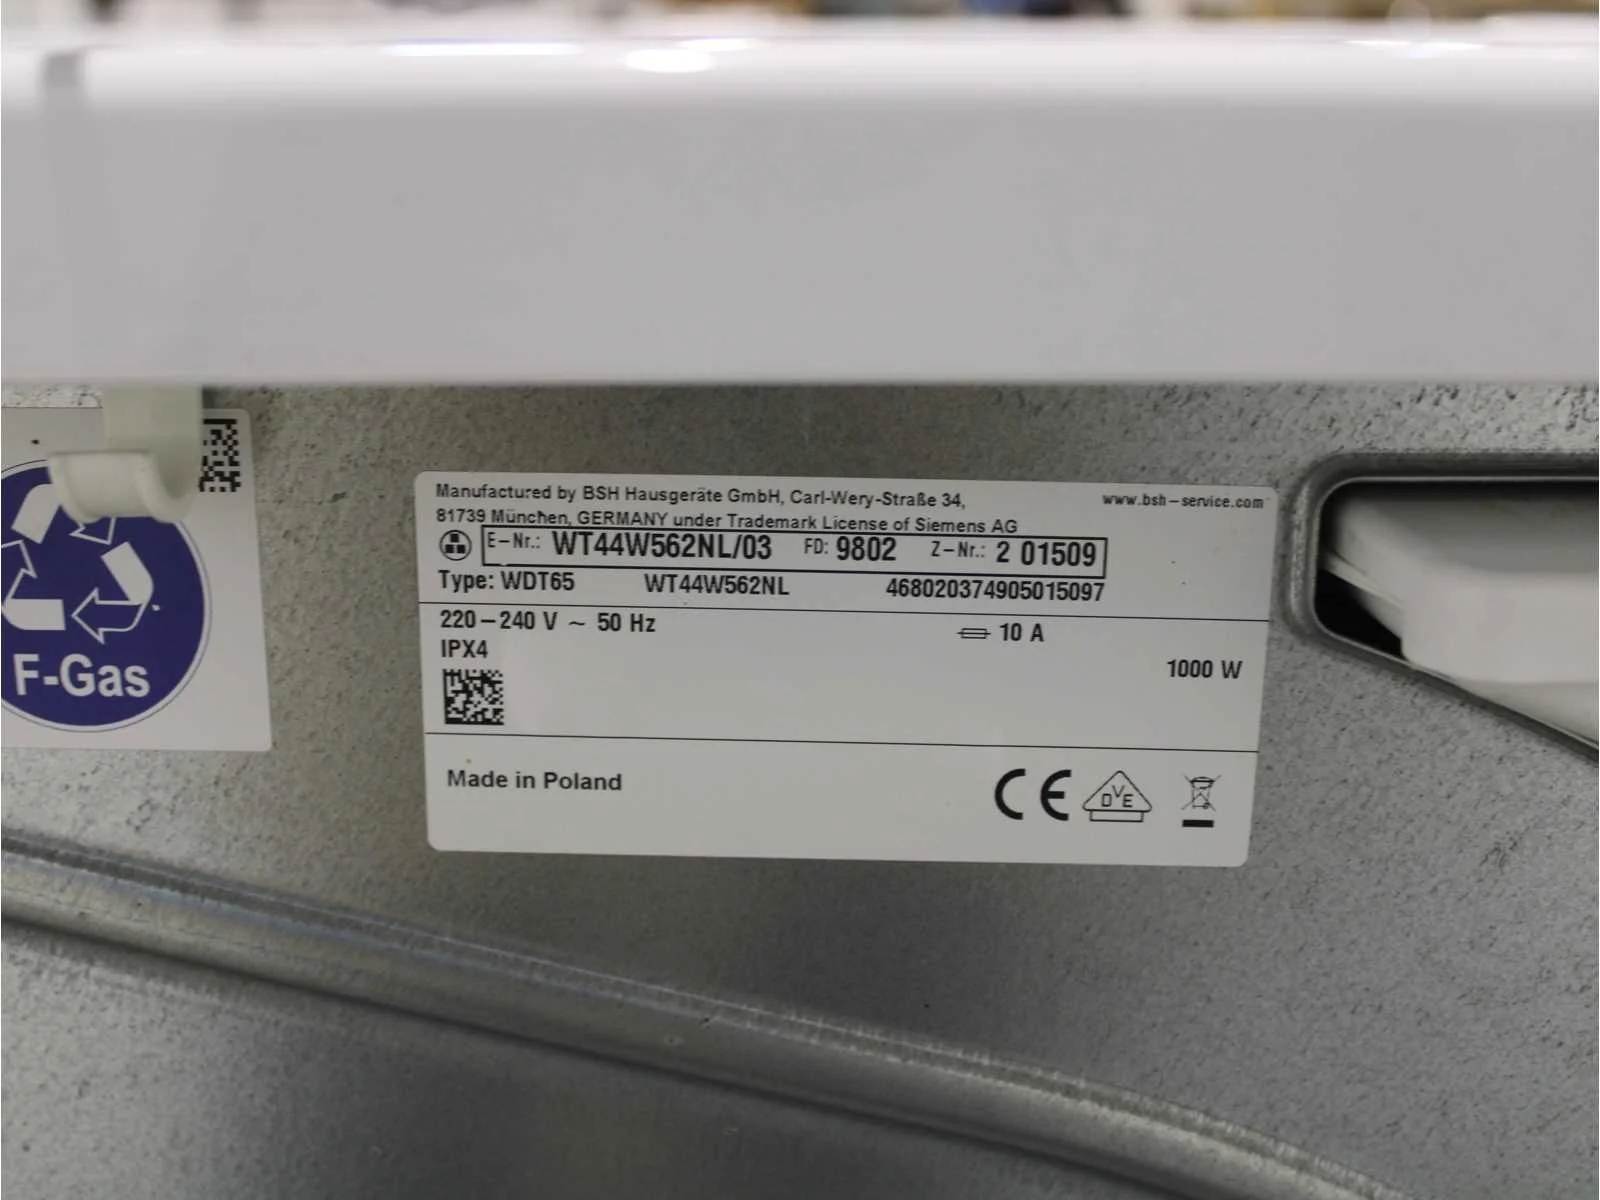 Manufactured by BSH Hausgeräte GmbH, Carl-Wery-Straße 34,
www.bsh-service.com
81739 München, GERMANY under Trademark License of Siemens AG
E-Nr.: WT44W562NL/03 FD: 9802 Z-Nr.: 2 01509
Type: WDT65 WT44W562NL 468020374905015097
220-240 V ~ 50 Hz
10 A
IPX4
1000 W
Made in Poland
CE
DVE
F-Gas